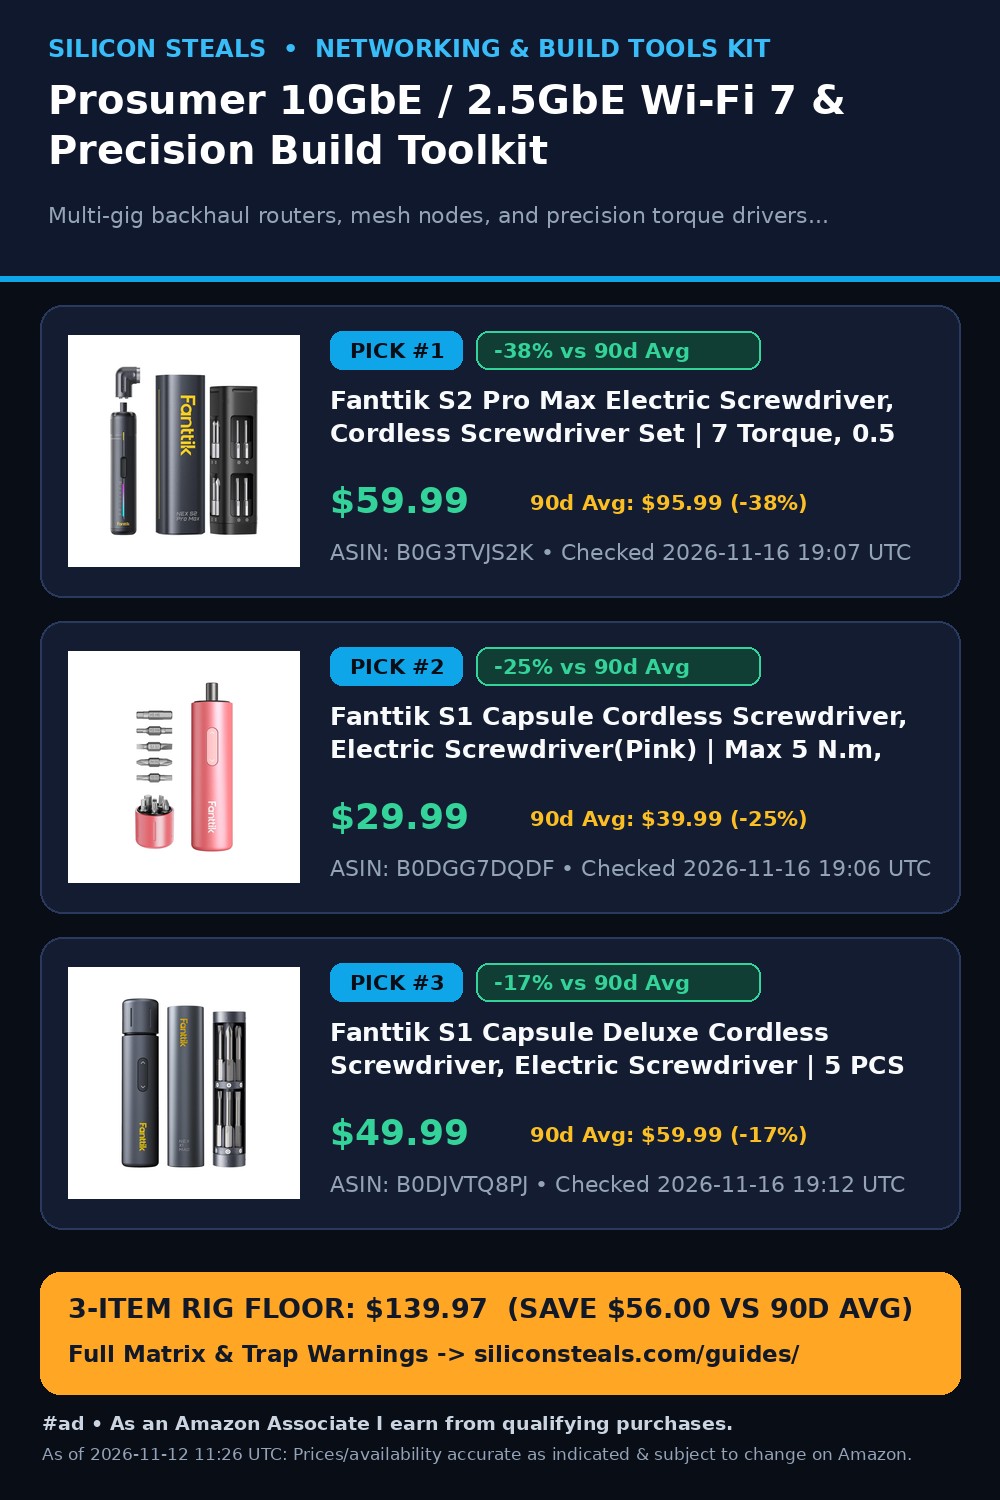 SILICON STEALS • NETWORKING & BUILD TOOLS KIT
Prosumer 10GbE / 2.5GbE Wi-Fi 7 &
Precision Build Toolkit
Multi-gig backhaul routers, mesh nodes, and precision torque drivers...
PICK #1
-38% vs 90d Avg
Fanttik S2 Pro Max Electric Screwdriver,
Cordless Screwdriver Set | 7 Torque, 0.5
$59.99
90d Avg: $95.99 (-38%)
ASIN: B0G3TVJS2K • Checked 2026-11-16 19:07 UTC
Fanttik
NEX S2
Pro Max
Fanttik
PICK #2
-25% vs 90d Avg
Fanttik S1 Capsule Cordless Screwdriver,
Electric Screwdriver(Pink) | Max 5 N.m,
$29.99
90d Avg: $39.99 (-25%)
ASIN: B0DGG7DQDF • Checked 2026-11-16 19:06 UTC
Fanttik
PICK #3
-17% vs 90d Avg
Fanttik S1 Capsule Deluxe Cordless
Screwdriver, Electric Screwdriver | 5 PCS
$49.99
90d Avg: $59.99 (-17%)
ASIN: B0DJVTQ8PJ • Checked 2026-11-16 19:12 UTC
Fanttik
Fanttik
3-ITEM RIG FLOOR: $139.97 (SAVE $56.00 VS 90D AVG)
Full Matrix & Trap Warnings -> siliconsteals.com/guides/
#ad • As an Amazon Associate I earn from qualifying purchases.
As of 2026-11-12 11:26 UTC: Prices/availability accurate as indicated & subject to change on Amazon.